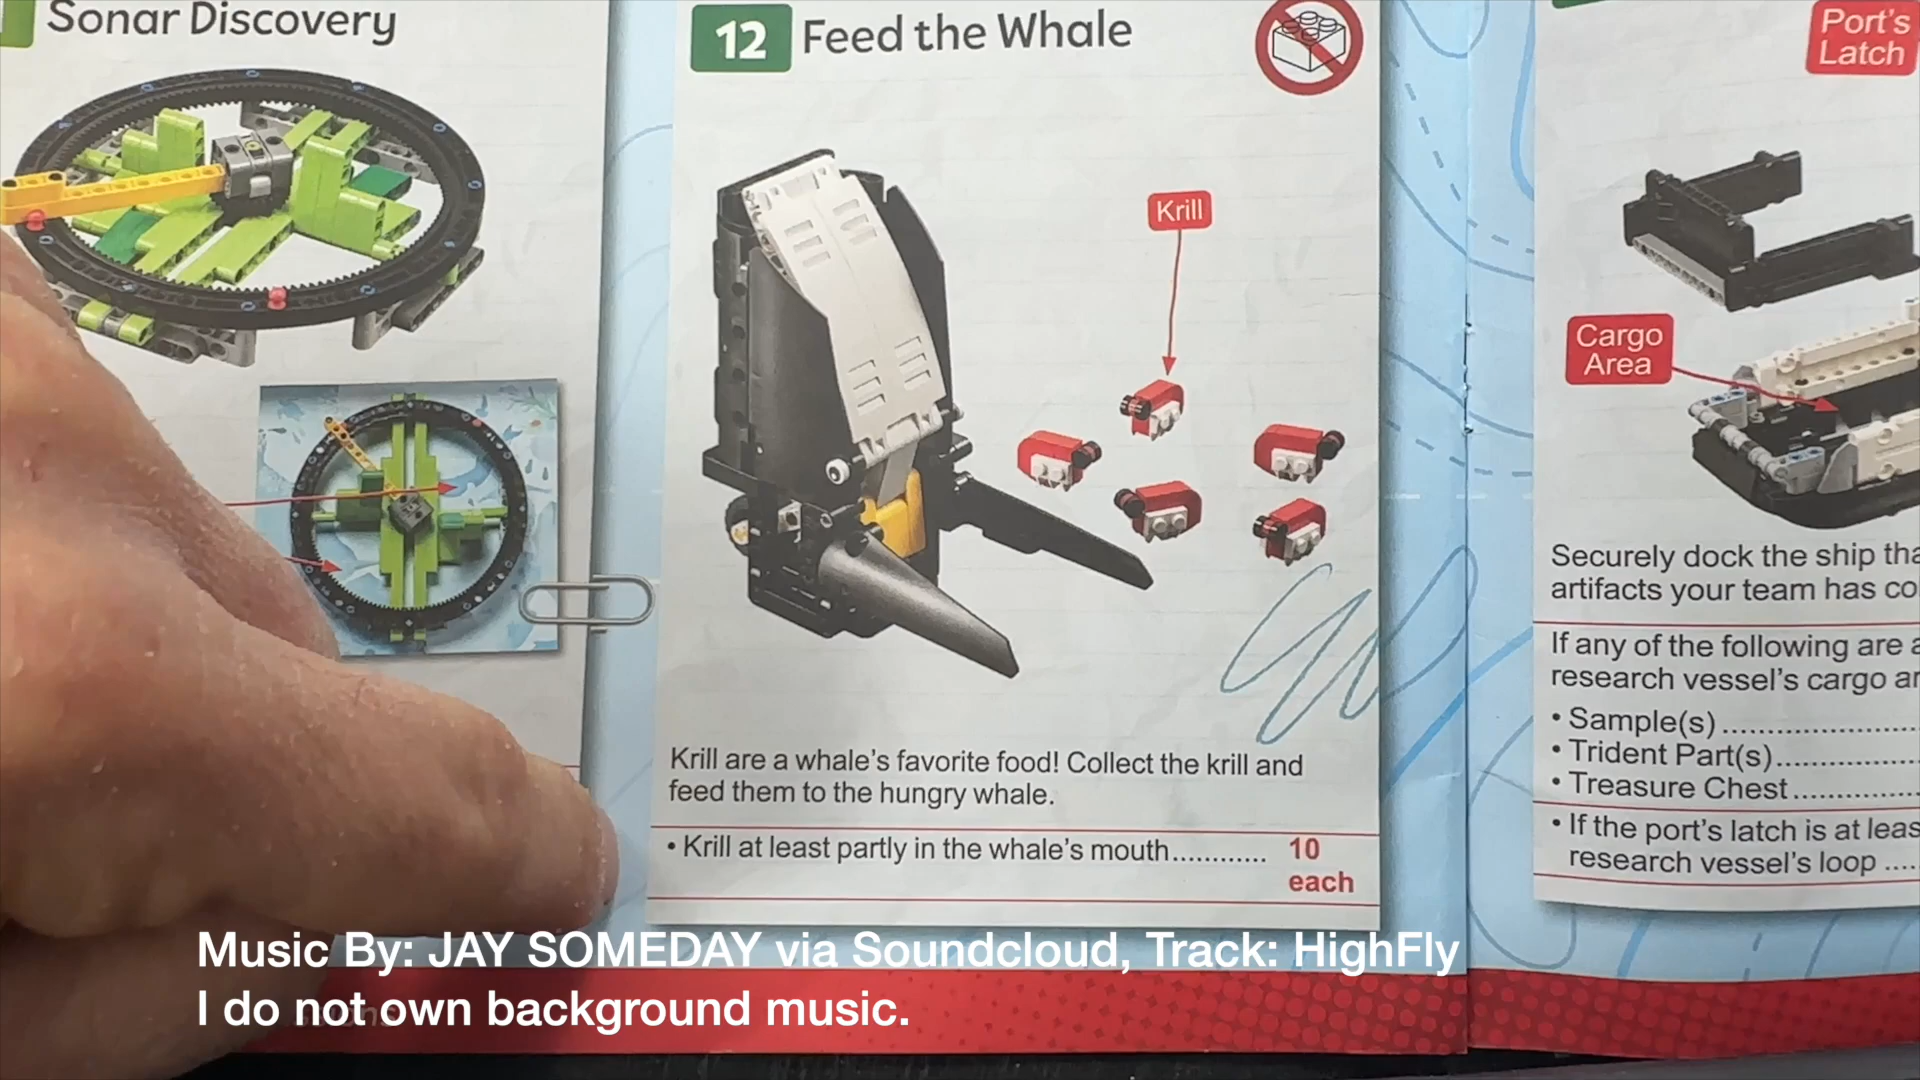 Sonar Discovery
12 Feed the Whale
Krill
Krill are a whale's favorite food! Collect the krill and
feed them to the hungry whale.
• Krill at least partly in the whale's mouth............ 10
each
Port's
Latch
Cargo
Area
Securely dock the ship
artifacts your team has
If any of the following are
research vessel's cargo
• Sample(s)
• Trident Part(s)
• Treasure Chest
• If the port's latch is at
research vessel's loop
Music By: JAY SOMEDAY via Soundcloud, Track: HighFly
I do not own background music.